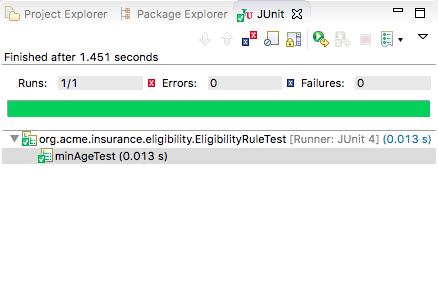 Project Explorer Package Explorer JUnit
Finished after 1.451 seconds
Runs: 1/1 Errors: 0 Failures: 0
org.acme.insurance.eligibility.EligibilityRuleTest [Runner: JUnit 4] (0.013 s)
minAgeTest (0.013 s)